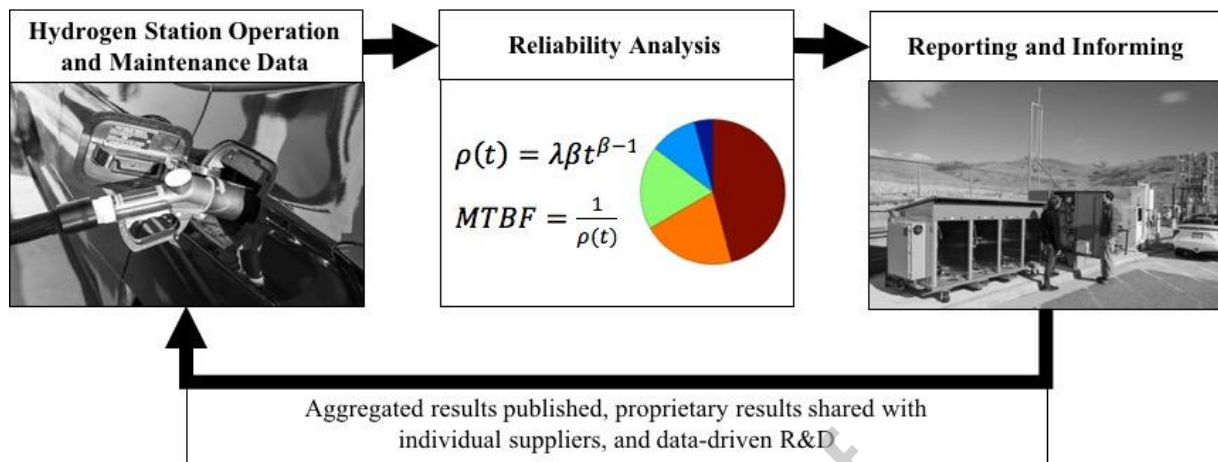 Hydrogen Station Operation
and Maintenance Data
Reliability Analysis
Reporting and Informing
ρ(t) = λβt^{β−1}
MTBF = \frac{1}{ρ(t)}
Aggregated results published, proprietary results shared with
individual suppliers, and data-driven R&D